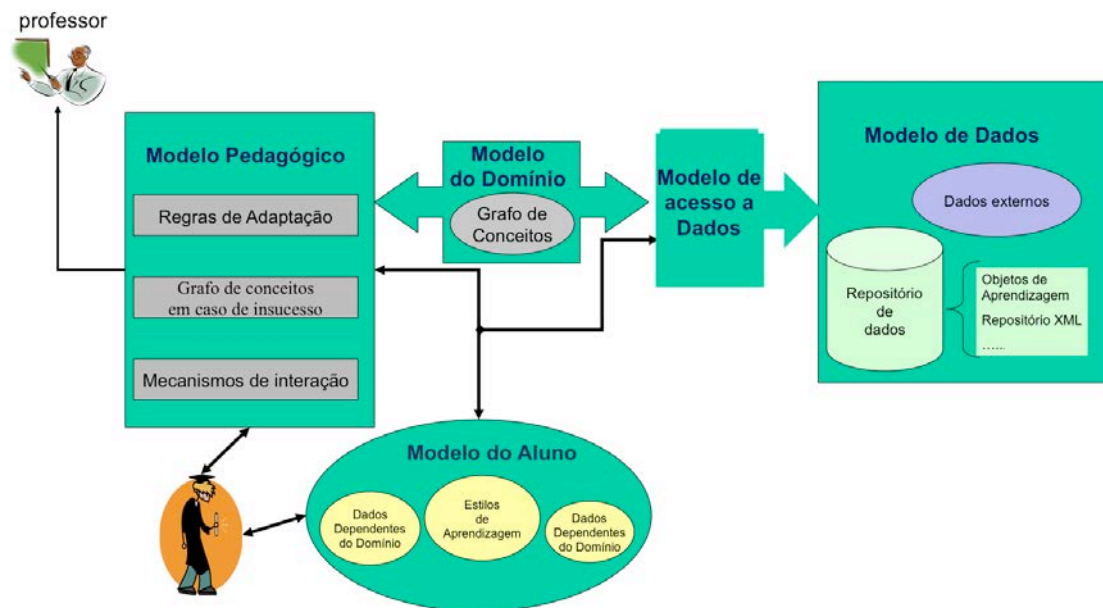 professor
Modelo Pedagógico
Regras de Adaptação
Grafo de conceitos
em caso de insucesso
Mecanismos de interação
Modelo
do Domínio
Grafo de
Conceitos
Modelo de
acesso a
Dados
Modelo de Dados
Dados externos
Repositório
de
dados
Objetos de
Aprendizagem
Repositório XML
......
Modelo do Aluno
Dados
Dependentes
do Domínio
Estilos
de
Aprendizagem
Dados
Dependentes
do Domínio